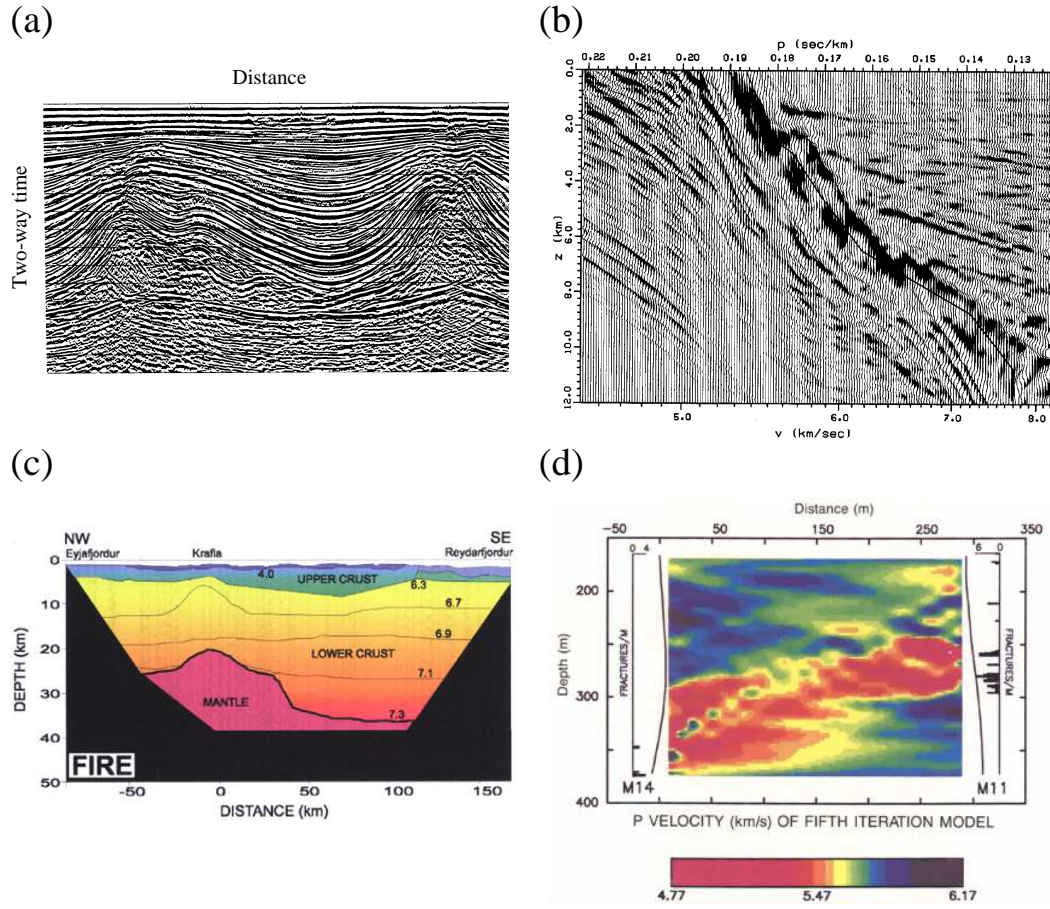 (a)
Distance
Two-way time
(b)
p (sec/km)
0.22 0.21 0.20 0.19 0.18 0.17 0.16 0.15 0.14 0.13
0.0
2.0
4.0
6.0
8.0
10.0
12.0
z (km)
5.0 6.0 7.0 8.0
v (km/sec)
(c)
NW SE
Eyjafjordur Krafla Reydarfjordur
0
10
20
30
40
50
DEPTH (km)
4.0
UPPER CRUST
6.3
6.7
6.9
LOWER CRUST
7.1
MANTLE
7.3
FIRE
-50 0 50 100 150
DISTANCE (km)
(d)
Distance (m)
-50 50 150 250 350
0 4
6 0
200
300
400
Depth (m)
FRACTURES/M
FRACTURES/M
M14 M11
P VELOCITY (km/s) OF FIFTH ITERATION MODEL
4.77 5.47 6.17